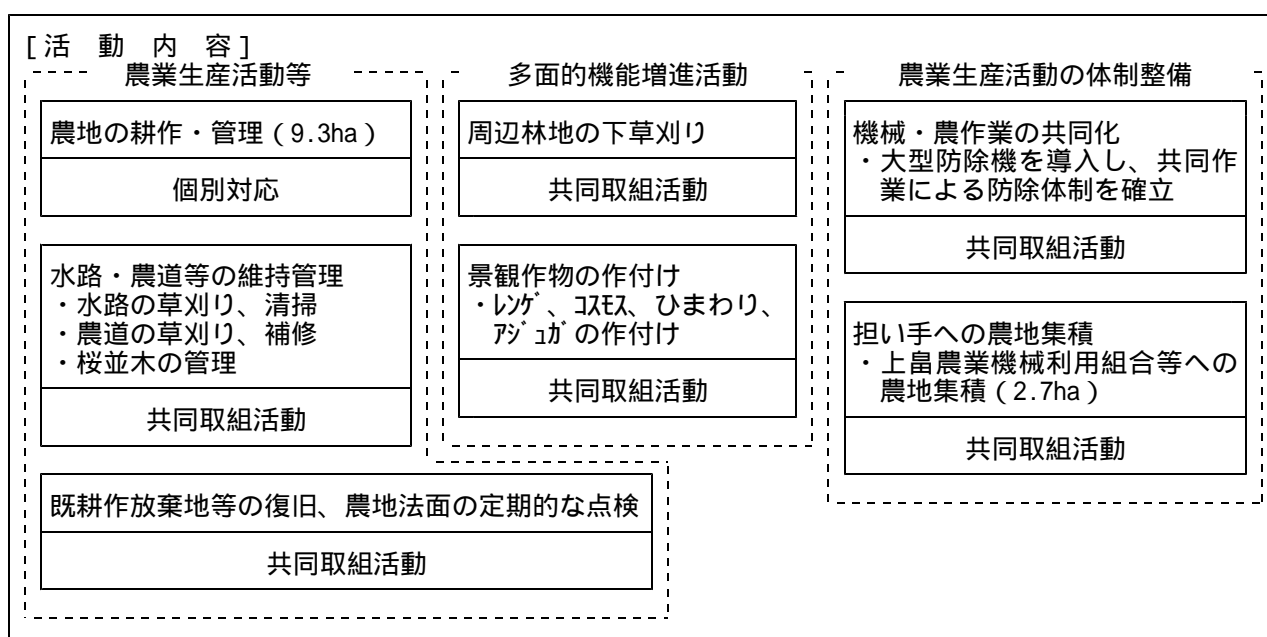 [活 動 内 容]
農業生産活動等
農地の耕作・管理(9.3ha)
個別対応
水路・農道等の維持管理
・水路の草刈り、清掃
・農道の草刈り、補修
・桜並木の管理
共同取組活動
既耕作放棄地等の復旧、農地法面の定期的な点検
共同取組活動
多面的機能増進活動
周辺林地の下草刈り
共同取組活動
景観作物の作付け
・ﾚﾝｹﾞ、ｺｽﾓｽ、ひまわり、
ｱｼﾞｭｶﾞの作付け
共同取組活動
農業生産活動の体制整備
機械・農作業の共同化
・大型防除機を導入し、共同作
業による防除体制を確立
共同取組活動
担い手への農地集積
・上畠農業機械利用組合等への
農地集積(2.7ha)
共同取組活動